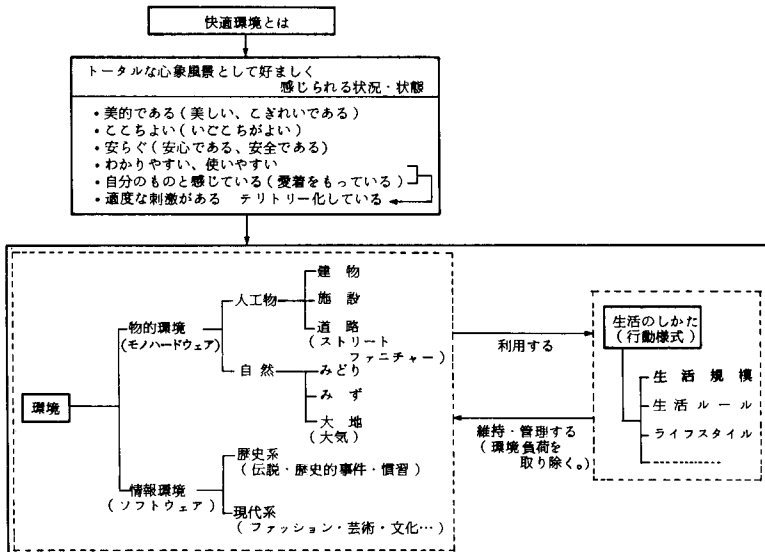 快適環境とは
トータルな心象風景として好ましく
感じられる状況・状態
・美的である（美しい、こぎれいである）
・ここちよい（いごこちがよい）
・安らぐ（安心である、安全である）
・わかりやすい、使いやすい
・自分のものと感じている（愛着をもっている）
・適度な刺激がある　テリトリー化している
環境
物的環境
（モノハードウェア）
人工物
建物
施設
道路
（ストリート
ファニチャー）
自然
みどり
みず
大地
（大気）
情報環境
（ソフトウェア）
歴史系
（伝説・歴史的事件・慣習）
現代系
（ファッション・芸術・文化…）
利用する
維持・管理する
（環境負荷を
取り除く。）
生活のしかた
（行動様式）
生活規模
生活ルール
ライフスタイル